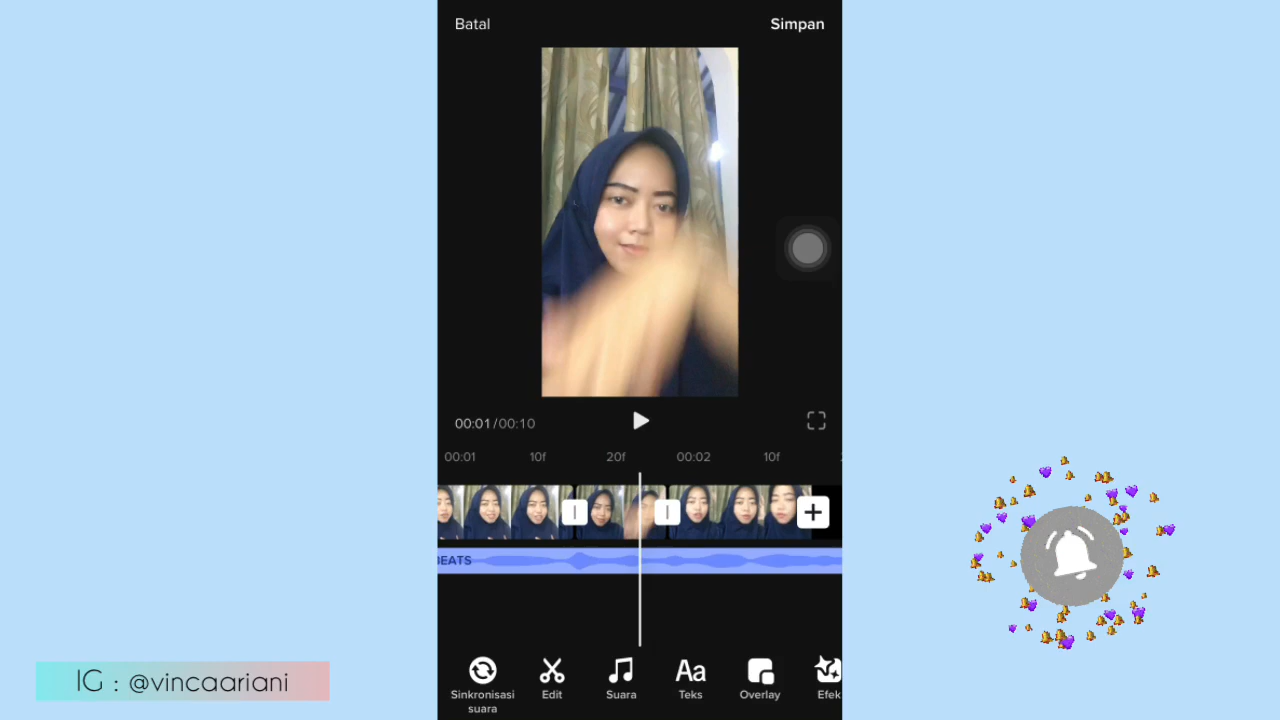 Batal
Simpan
00:01/00:10
00:01 10f 20f 00:02 10f
BEATS
Sinkronisasi suara
Edit
Suara
Teks
Overlay
Efek
IG : @vincaariani